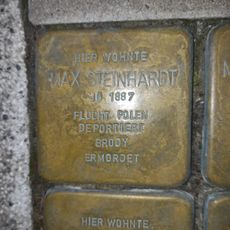 HIER WOHNTE
MAX STEINHARDT
JG. 1887
FLUCHT POLEN
DEPORTIERT
BRODY
ERMORDET
HIER WOHNTE